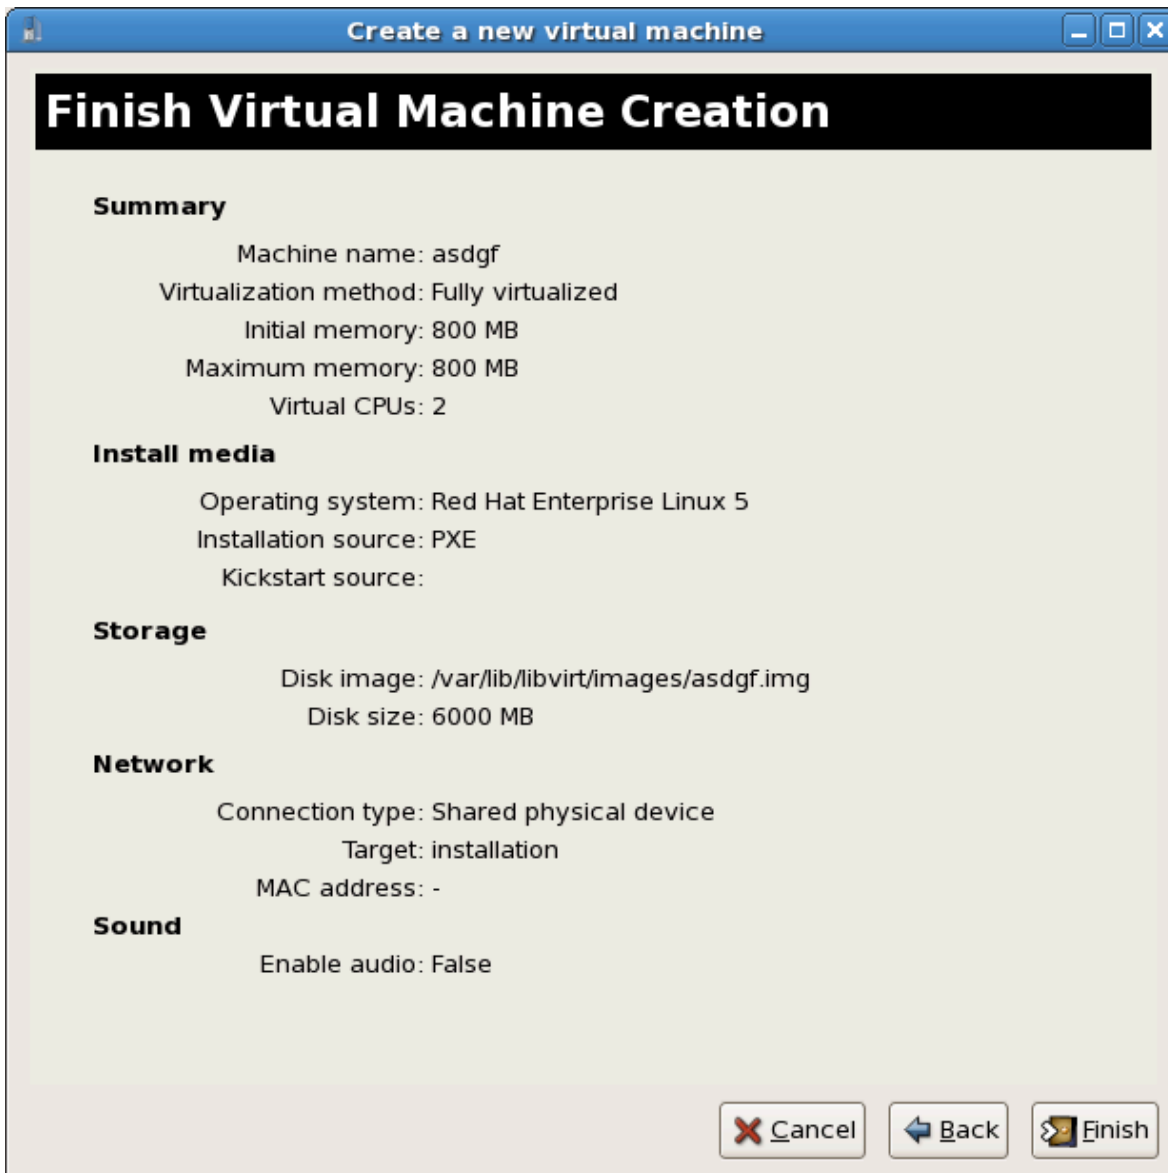 Create a new virtual machine
Finish Virtual Machine Creation
Summary
Machine name: asdgf
Virtualization method: Fully virtualized
Initial memory: 800 MB
Maximum memory: 800 MB
Virtual CPUs: 2
Install media
Operating system: Red Hat Enterprise Linux 5
Installation source: PXE
Kickstart source:
Storage
Disk image: /var/lib/libvirt/images/asdgf.img
Disk size: 6000 MB
Network
Connection type: Shared physical device
Target: installation
MAC address: -
Sound
Enable audio: False
Cancel Back Finish